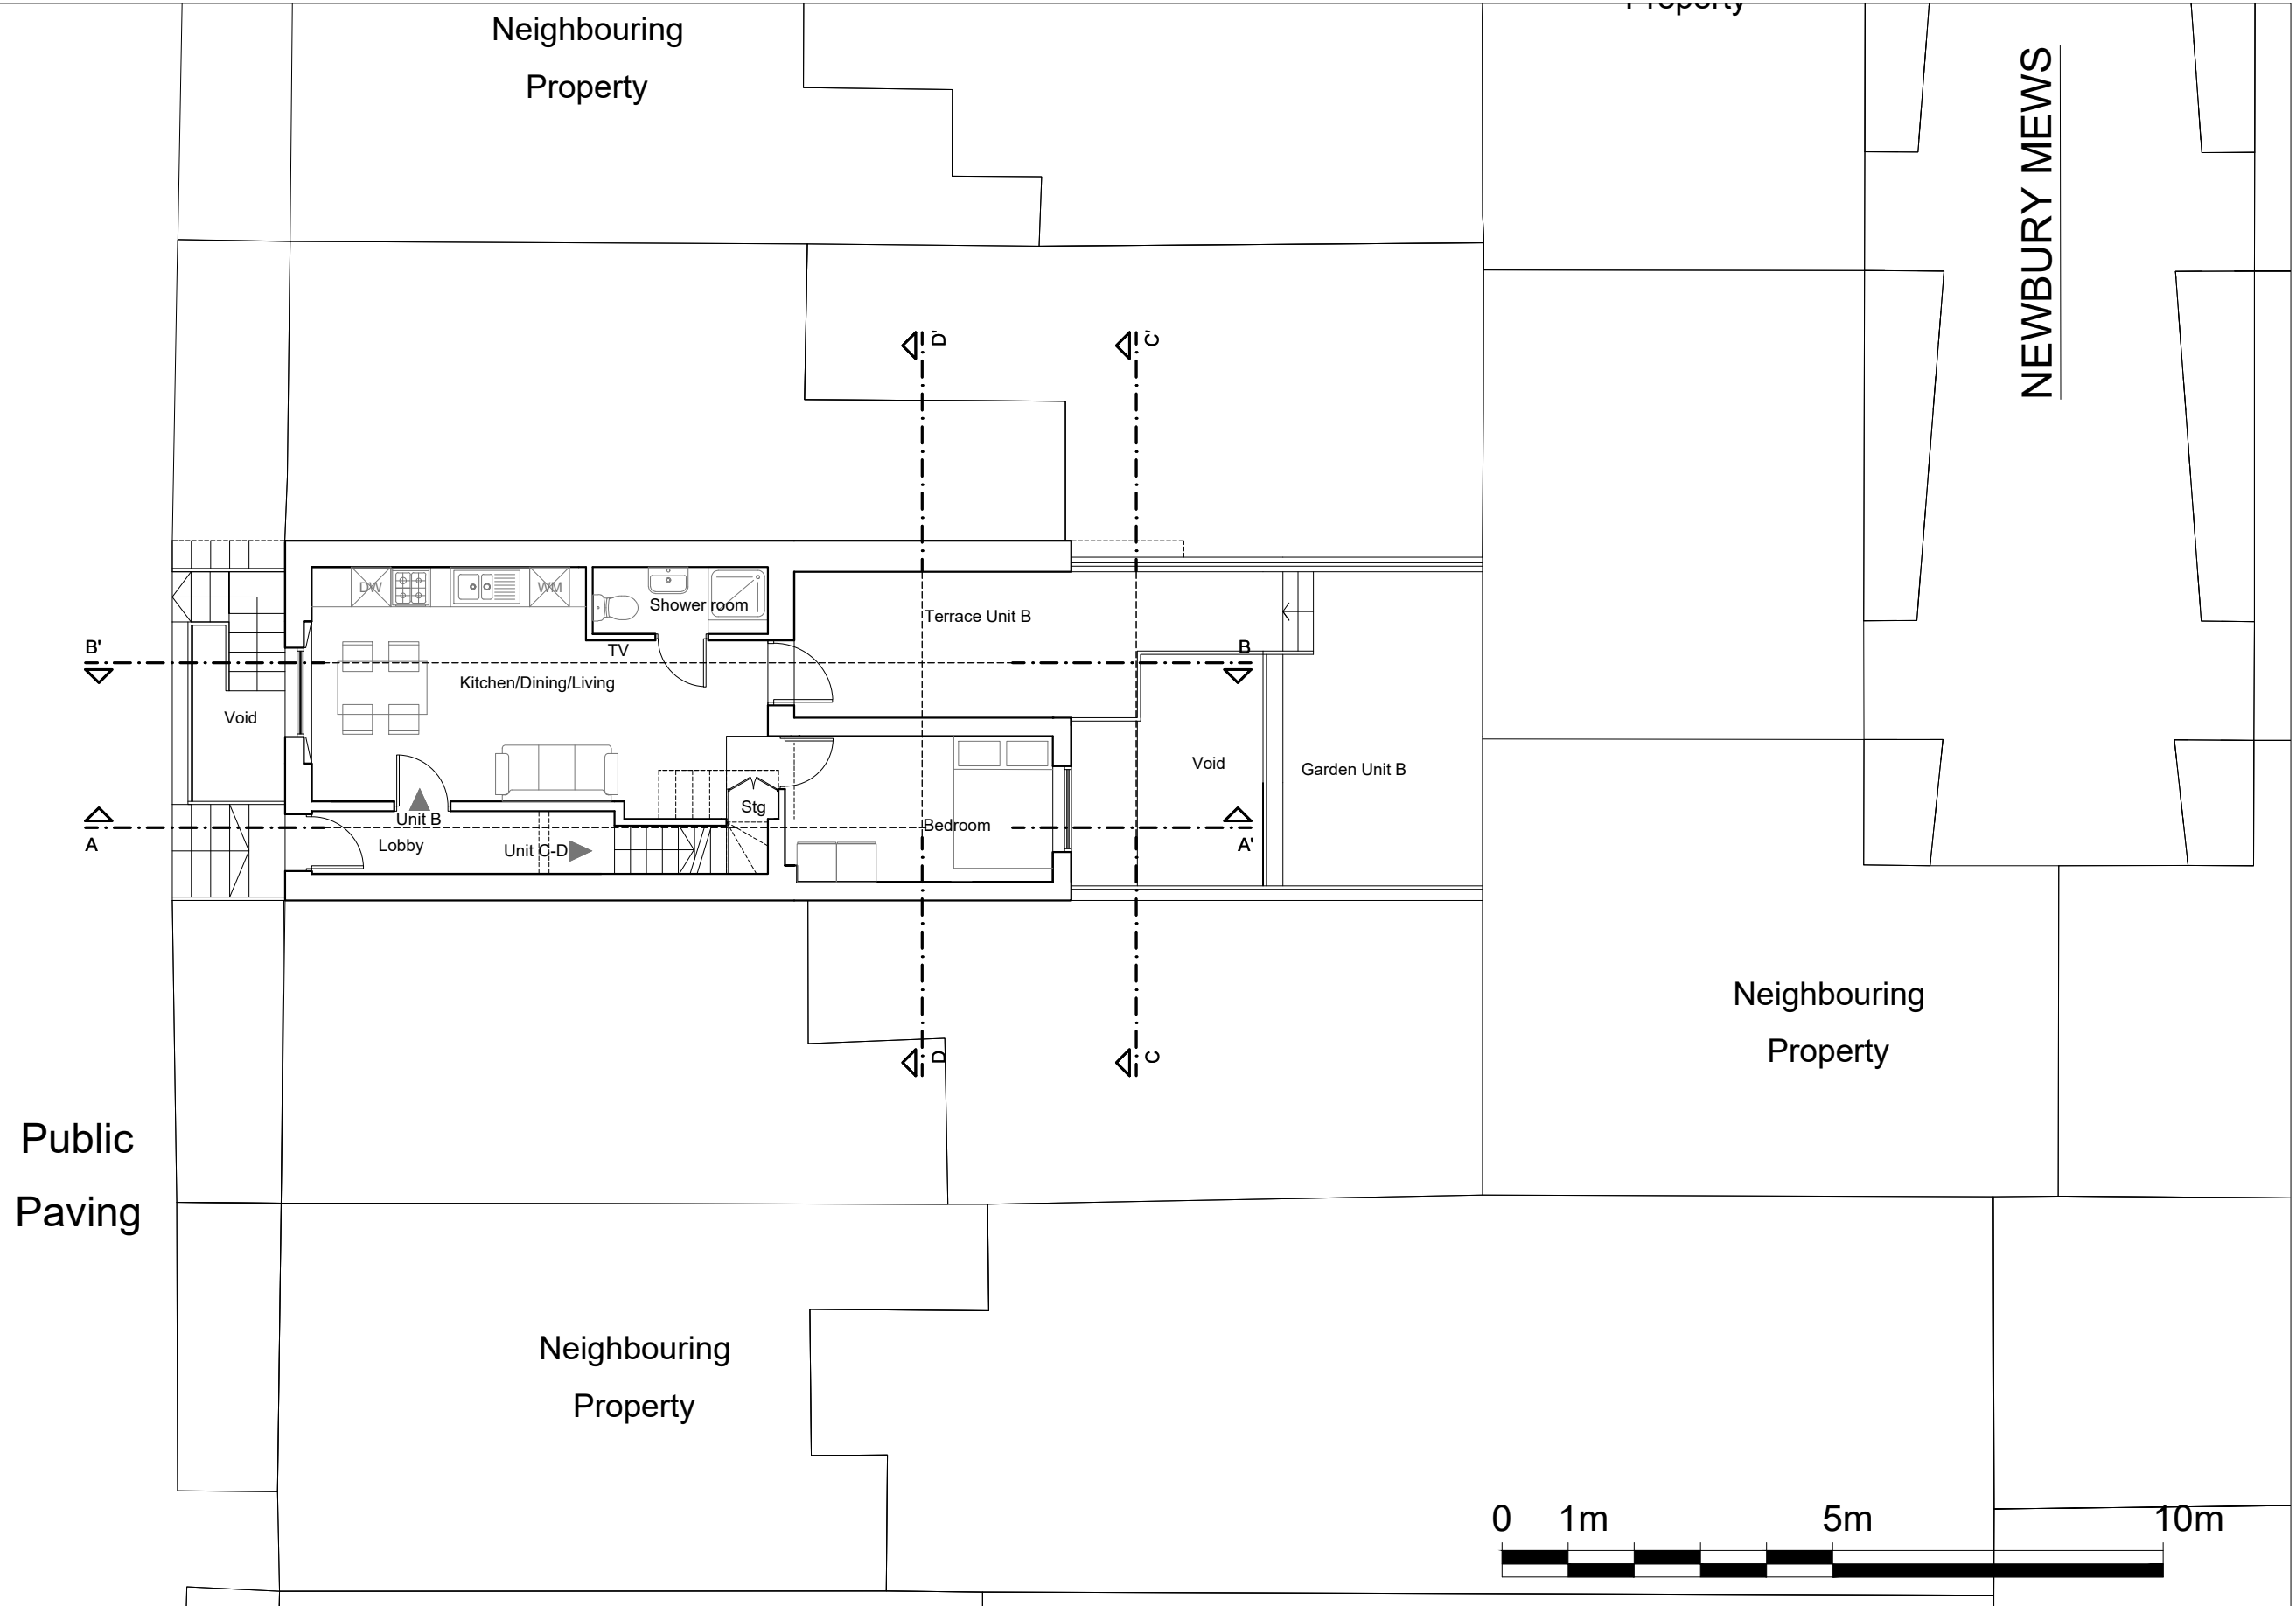 Property
Neighbouring
Property
NEWBURY MEWS
D'
C'
DW
WM
Shower room
Terrace Unit B
B'
TV
B
Kitchen/Dining/Living
Void
Void
Garden Unit B
Stg
Unit B
Bedroom
A
Lobby
Unit C-D
A'
Neighbouring
Property
D
C
Public
Paving
Neighbouring
Property
0 1m 5m 10m